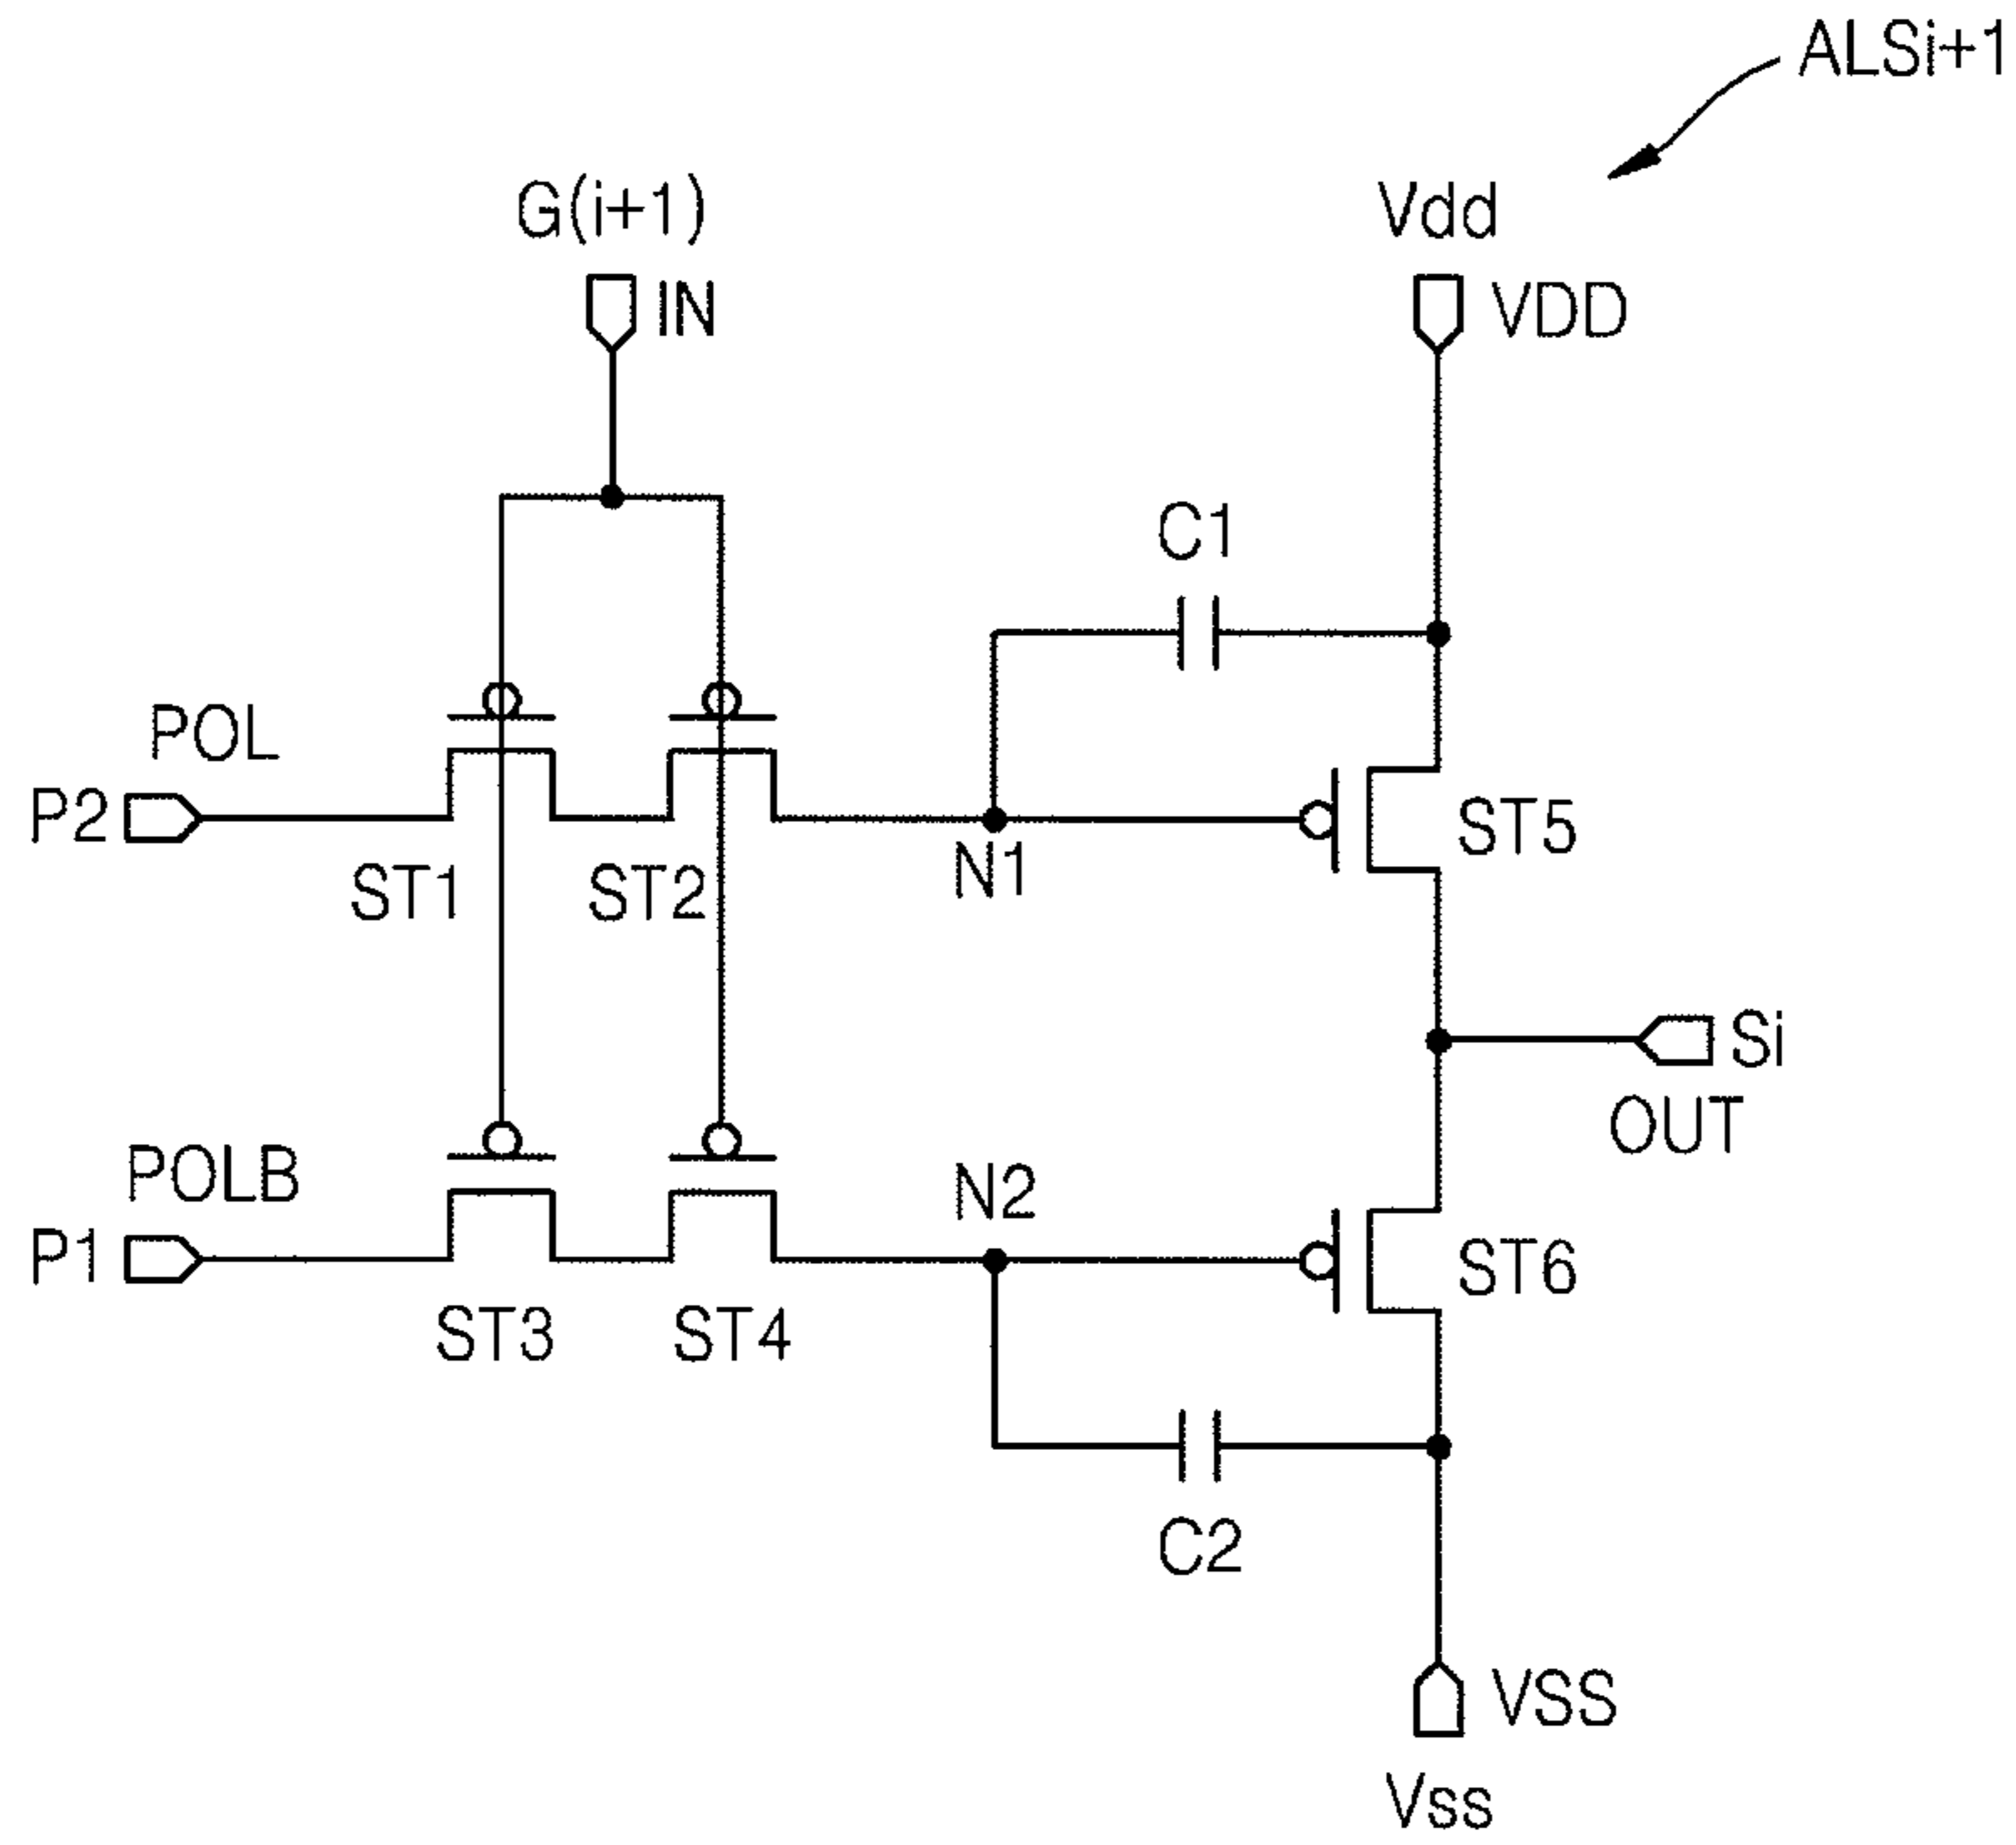 ALSi+1
G(i+1)
Vdd
IN
VDD
C1
POL
P2
ST5
N1
ST1
ST2
Si
OUT
POLB
N2
P1
ST6
ST3
ST4
C2
VSS
Vss